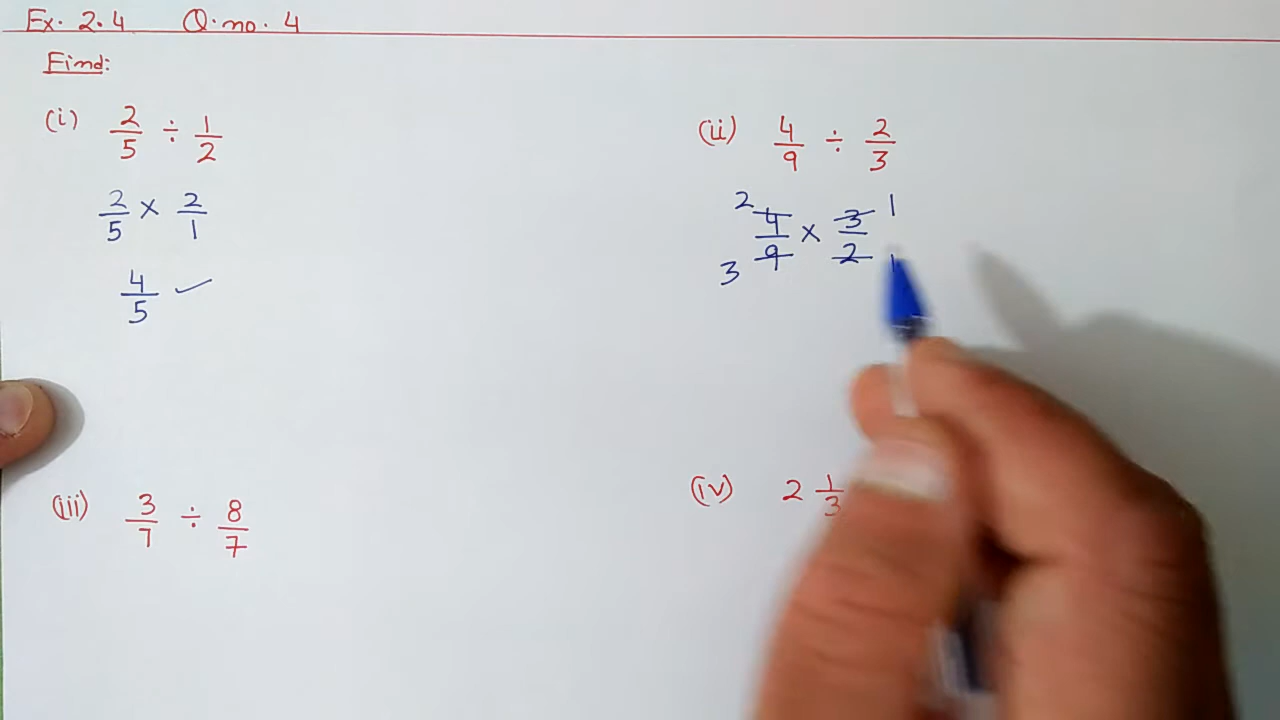 Ex. 2.4 Q. no. 4
Find:
(i) 2/5 ÷ 1/2
2/5 × 2/1
4/5 ✓
(ii) 4/9 ÷ 2/3
2 4/9 × 3/2 1
3 1
(iii) 3/7 ÷ 8/7
(iv) 2 1/3